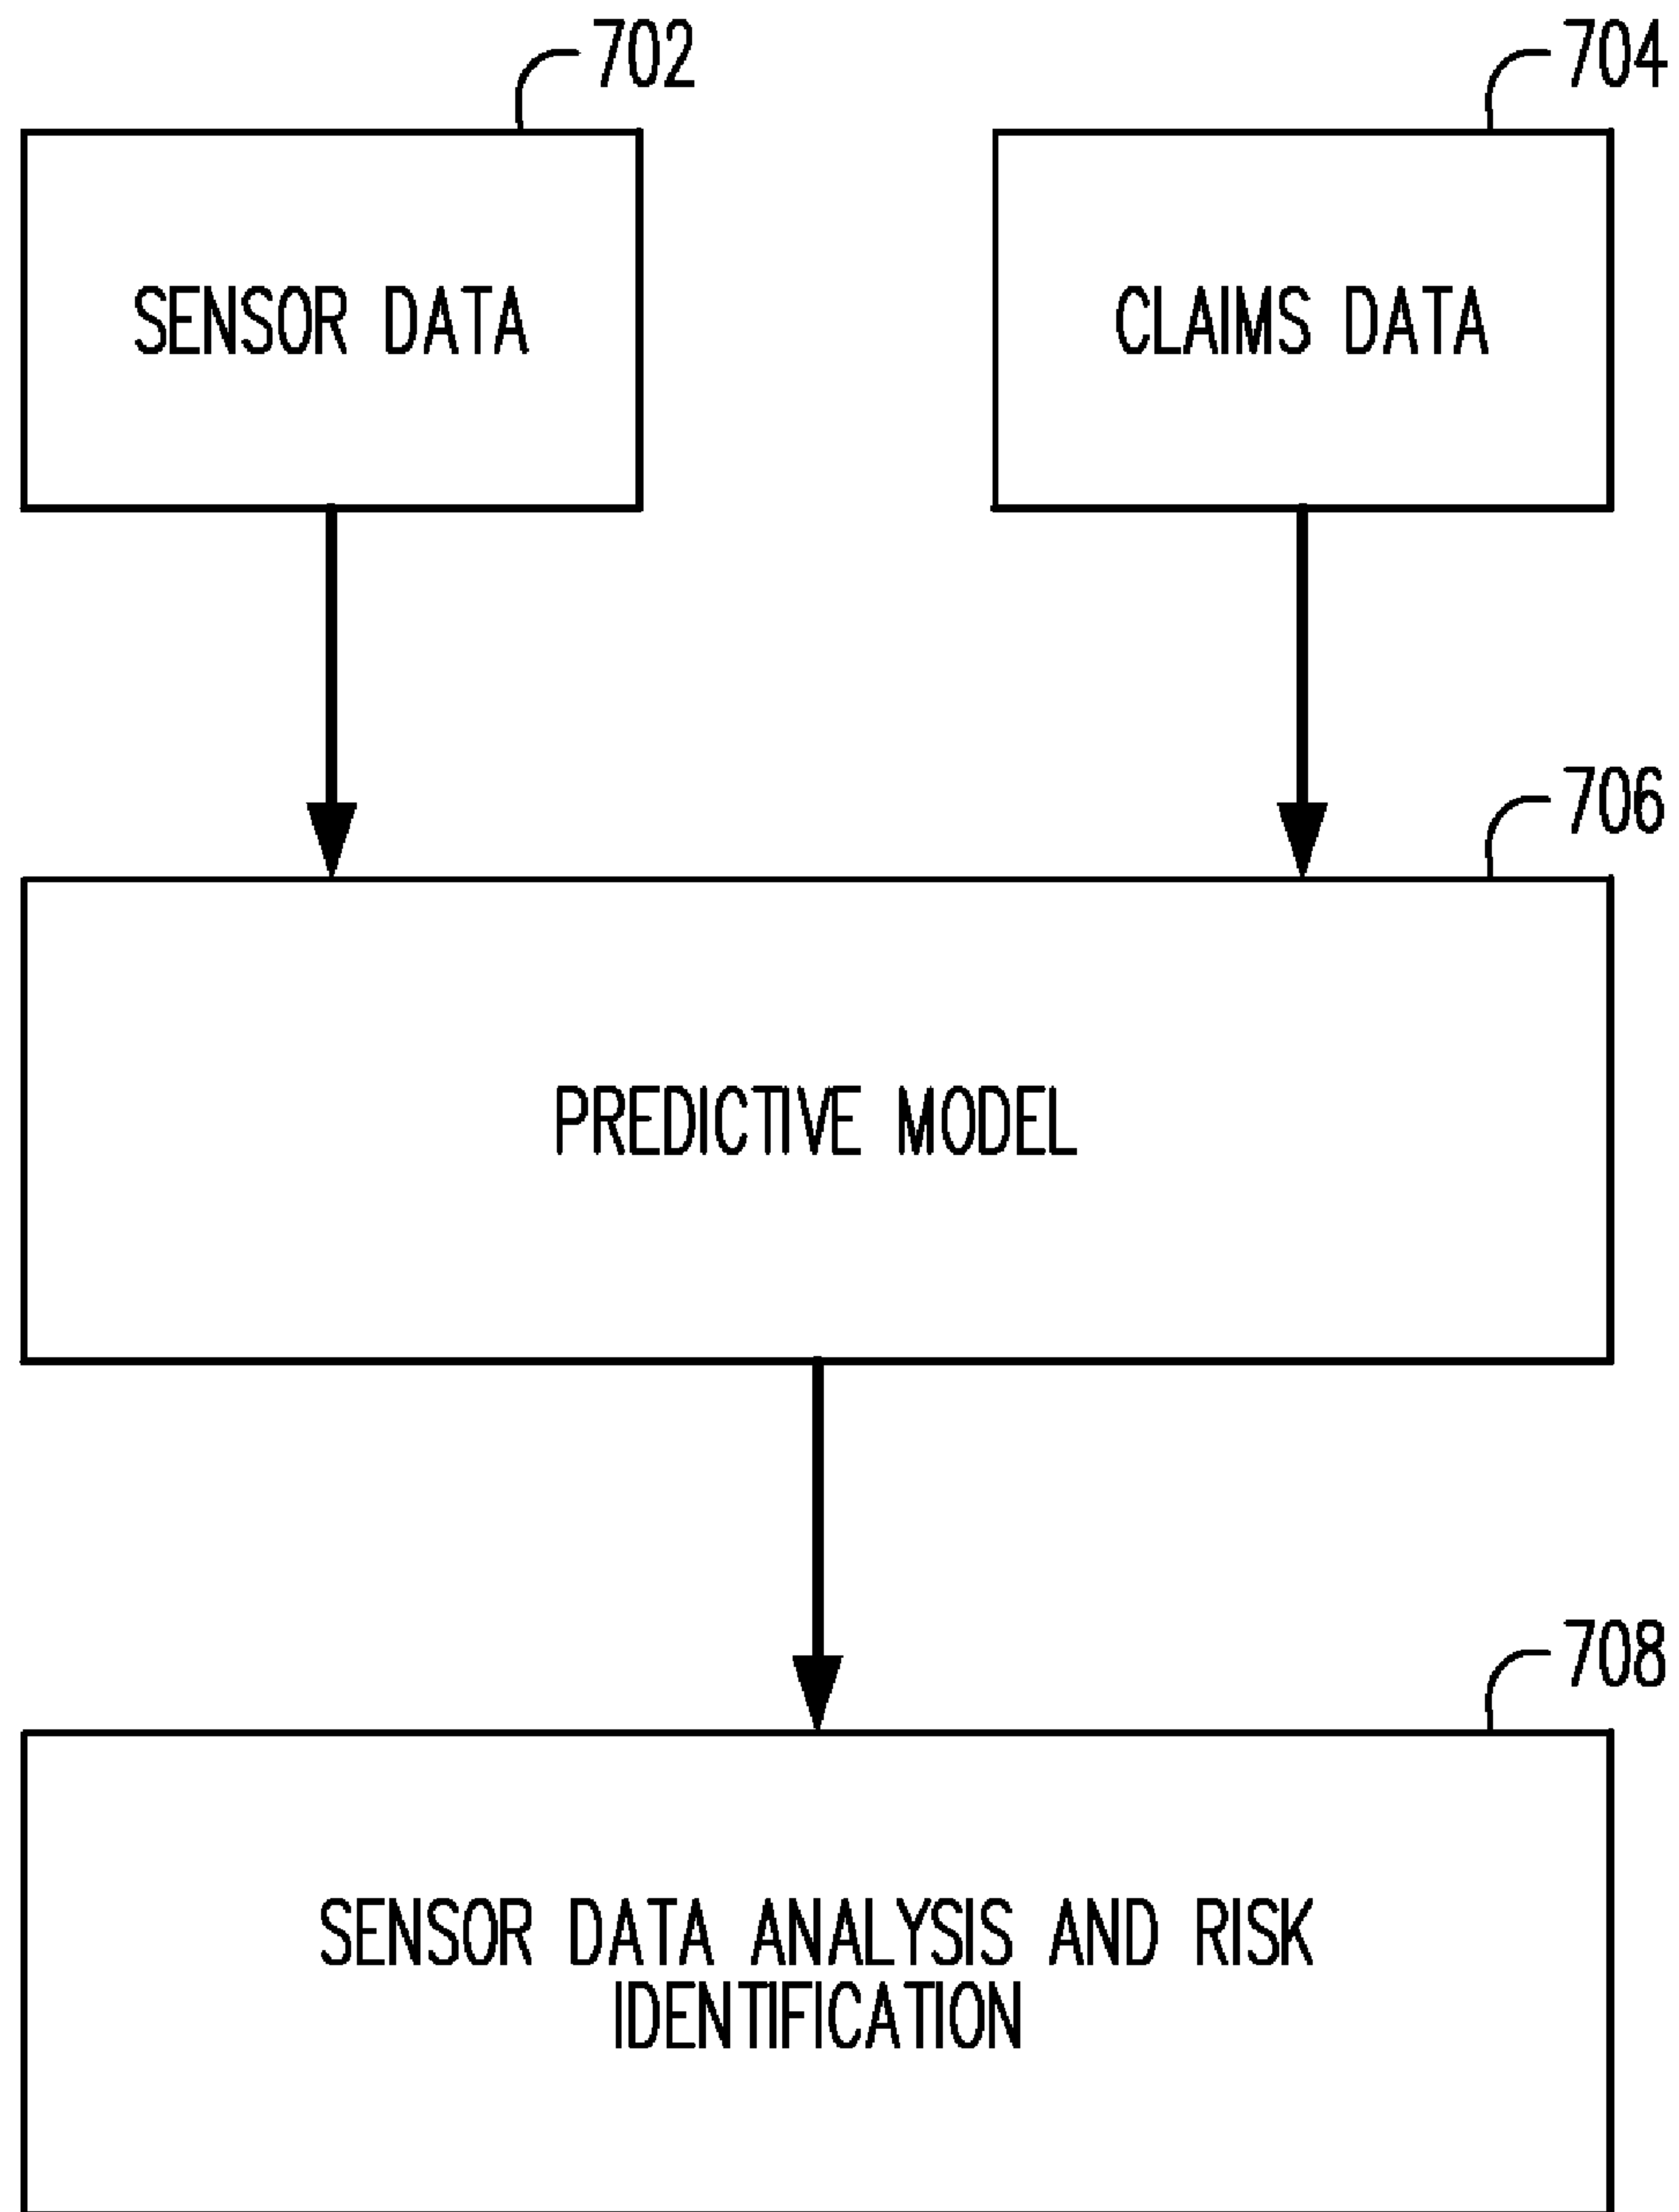 702
704
SENSOR DATA
CLAIMS DATA
706
PREDICTIVE MODEL
708
SENSOR DATA ANALYSIS AND RISK
IDENTIFICATION